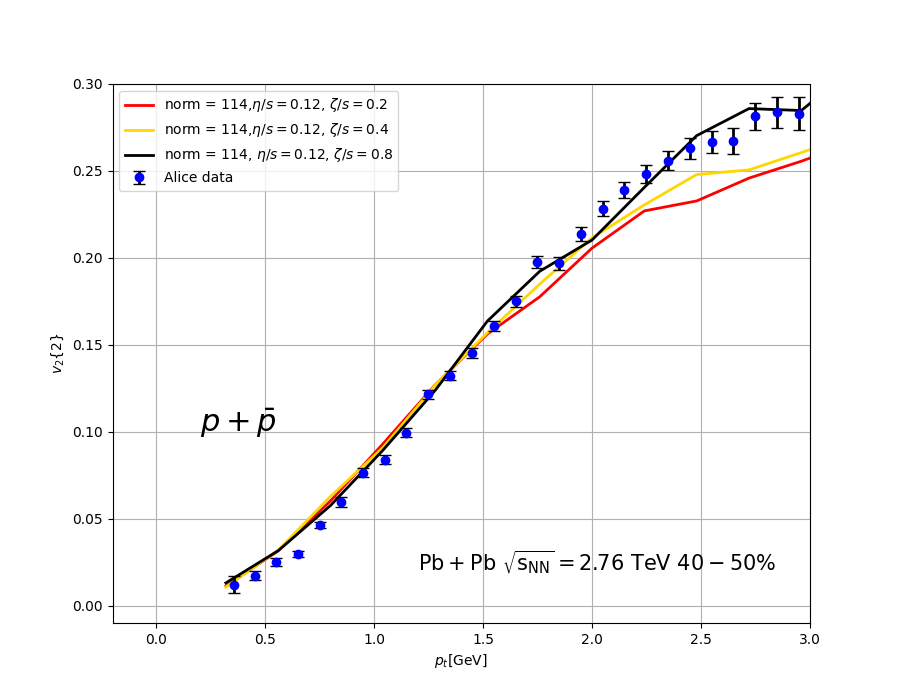 norm = 114,η/s = 0.12, ζ/s = 0.2
norm = 114,η/s = 0.12, ζ/s = 0.4
norm = 114, η/s = 0.12, ζ/s = 0.8
Alice data
0.30
0.25
0.20
0.15
0.10
0.05
0.00
v₂{2}
p + p̄
Pb + Pb √sNN = 2.76 TeV 40 − 50%
0.0 0.5 1.0 1.5 2.0 2.5 3.0
pₜ[GeV]